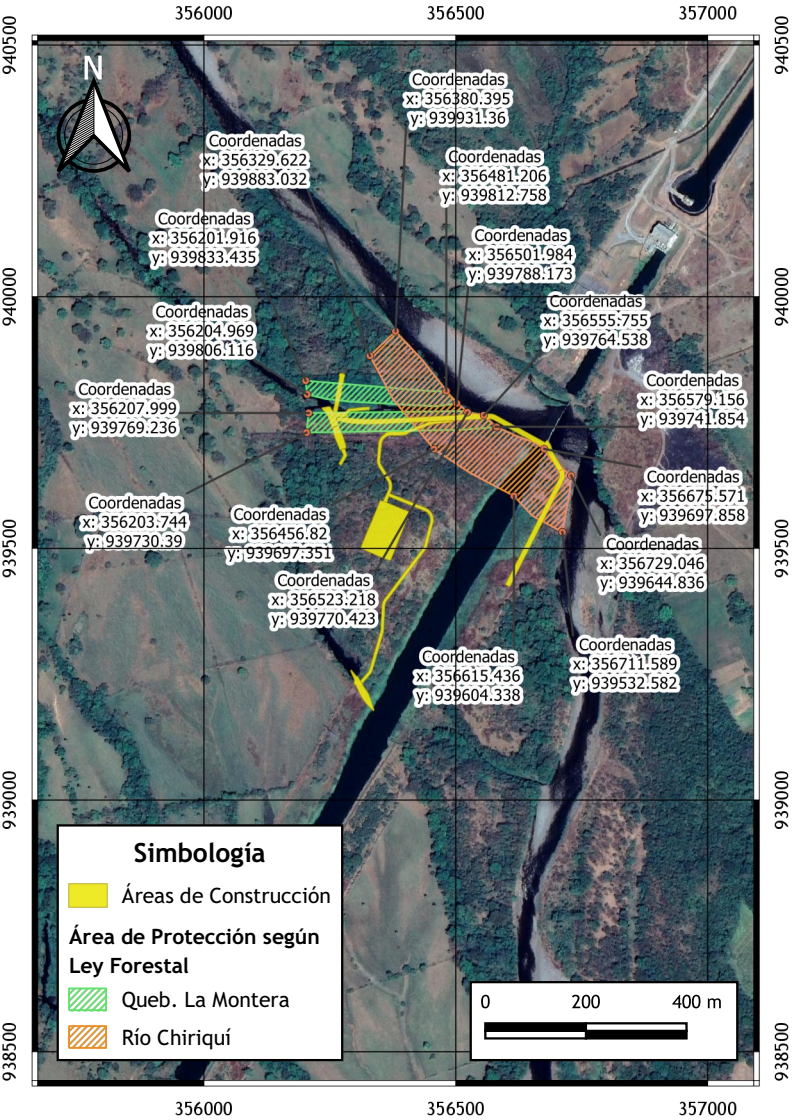 356000
356500
357000
940500
940500
N
Coordenadas
x: 356380.395
y: 939931.36
Coordenadas
x: 356329.622
y: 939883.032
Coordenadas
x: 356481.206
y: 939812.758
Coordenadas
x: 356201.916
y: 939833.435
Coordenadas
x: 356501.984
y: 939788.173
940000
940000
Coordenadas
x: 356204.969
y: 939806.116
Coordenadas
x: 356555.755
y: 939764.538
Coordenadas
x: 356207.999
y: 939769.236
Coordenadas
x: 356579.156
y: 939741.854
Coordenadas
x: 356675.571
y: 939697.858
Coordenadas
x: 356203.744
y: 939730.39
Coordenadas
x: 356456.82
y: 939697.351
939500
939500
Coordenadas
x: 356729.046
y: 939644.836
Coordenadas
x: 356523.218
y: 939770.423
Coordenadas
x: 356615.436
y: 939604.338
Coordenadas
x: 356711.589
y: 939532.582
939000
939000
Simbología
Áreas de Construcción
Área de Protección según
Ley Forestal
Queb. La Montera
Río Chiriquí
0 200 400 m
938500
938500
356000
356500
357000